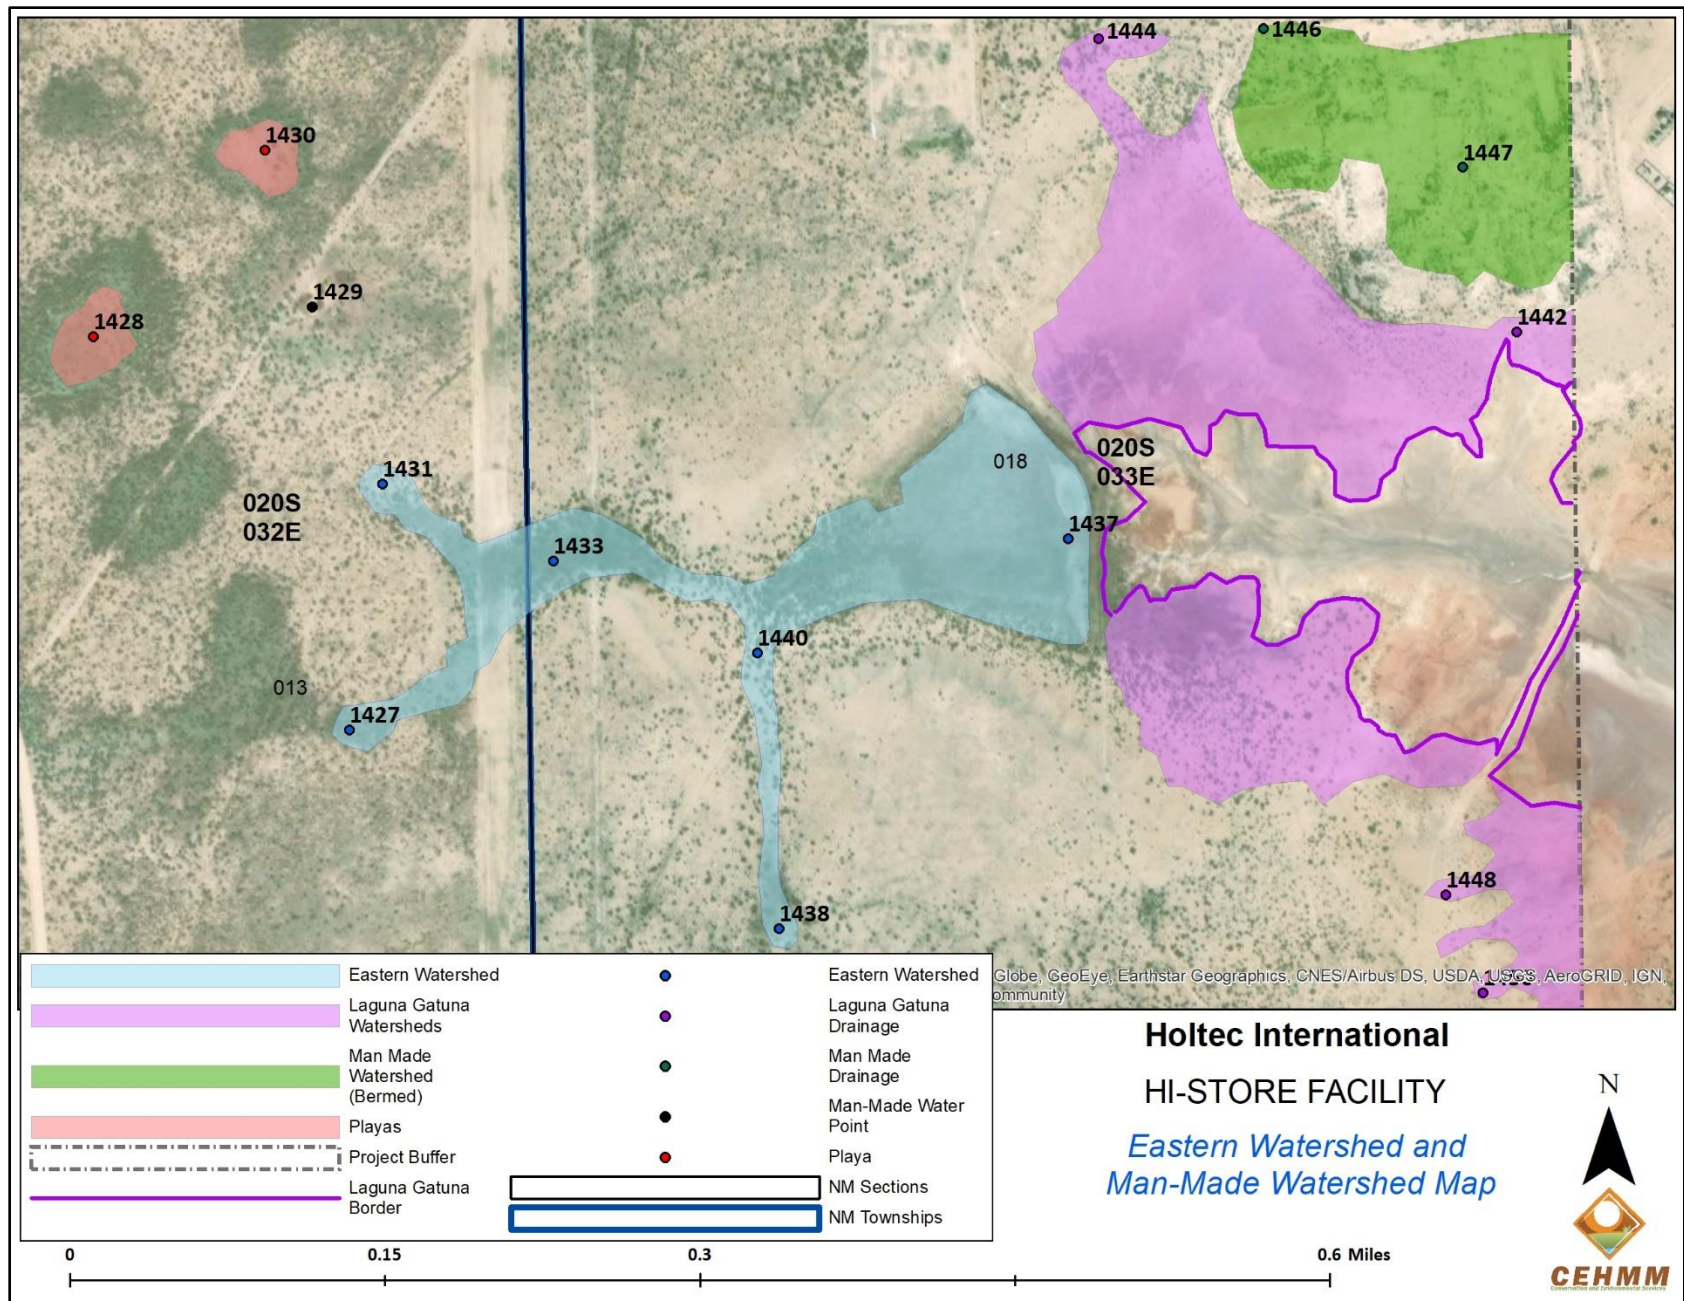 1444
1446
1430
1447
1429
1428
1442
1431
020S
032E
018
020S
033E
1437
1433
1440
013
1427
1448
1438
Globe, GeoEye, Earthstar Geographics, CNES/Airbus DS, USDA, USGS, AeroGRID, IGN,
ommunity
Eastern Watershed
Laguna Gatuna
Watersheds
Man Made
Watershed
(Bermed)
Playas
Project Buffer
Laguna Gatuna
Border
Eastern Watershed
Laguna Gatuna
Drainage
Man Made
Drainage
Man-Made Water
Point
Playa
NM Sections
NM Townships
Holtec International
HI-STORE FACILITY
Eastern Watershed and
Man-Made Watershed Map
N
CEHMM
Conservation and Environmental Services
0 0.15 0.3 0.6 Miles